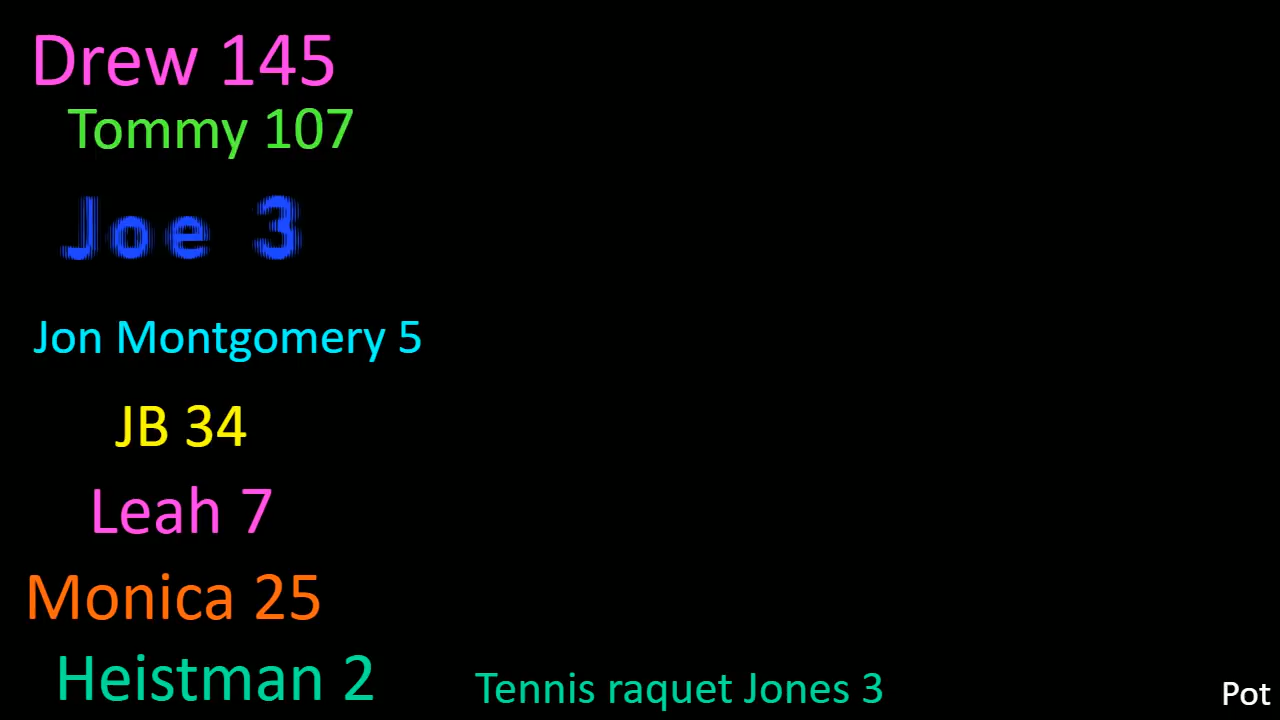 Drew 145
Tommy 107
Joe 3
Jon Montgomery 5
JB 34
Leah 7
Monica 25
Heistman 2
Tennis raquet Jones 3
Pot